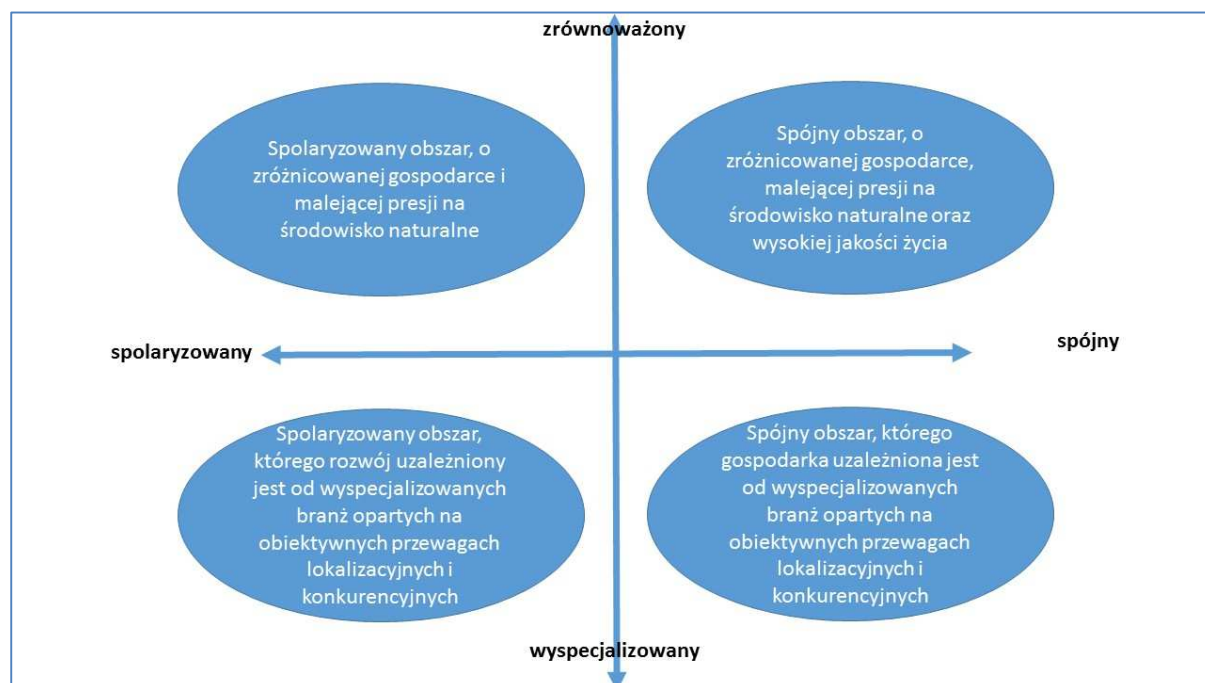 zrównoważony
Spolaryzowany obszar, o
zróżnicowanej gospodarce i
malejącej presji na
środowisko naturalne
Spójny obszar, o
zróżnicowanej gospodarce,
malejącej presji na
środowisko naturalne oraz
wysokiej jakości życia
spolaryzowany
spójny
Spolaryzowany obszar,
którego rozwój uzależniony
jest od wyspecjalizowanych
branż opartych na
obiektywnych przewagach
lokalizacyjnych i
konkurencyjnych
Spójny obszar, którego
gospodarka uzależniona jest
od wyspecjalizowanych
branż opartych na
obiektywnych przewagach
lokalizacyjnych i
konkurencyjnych
wyspecjalizowany